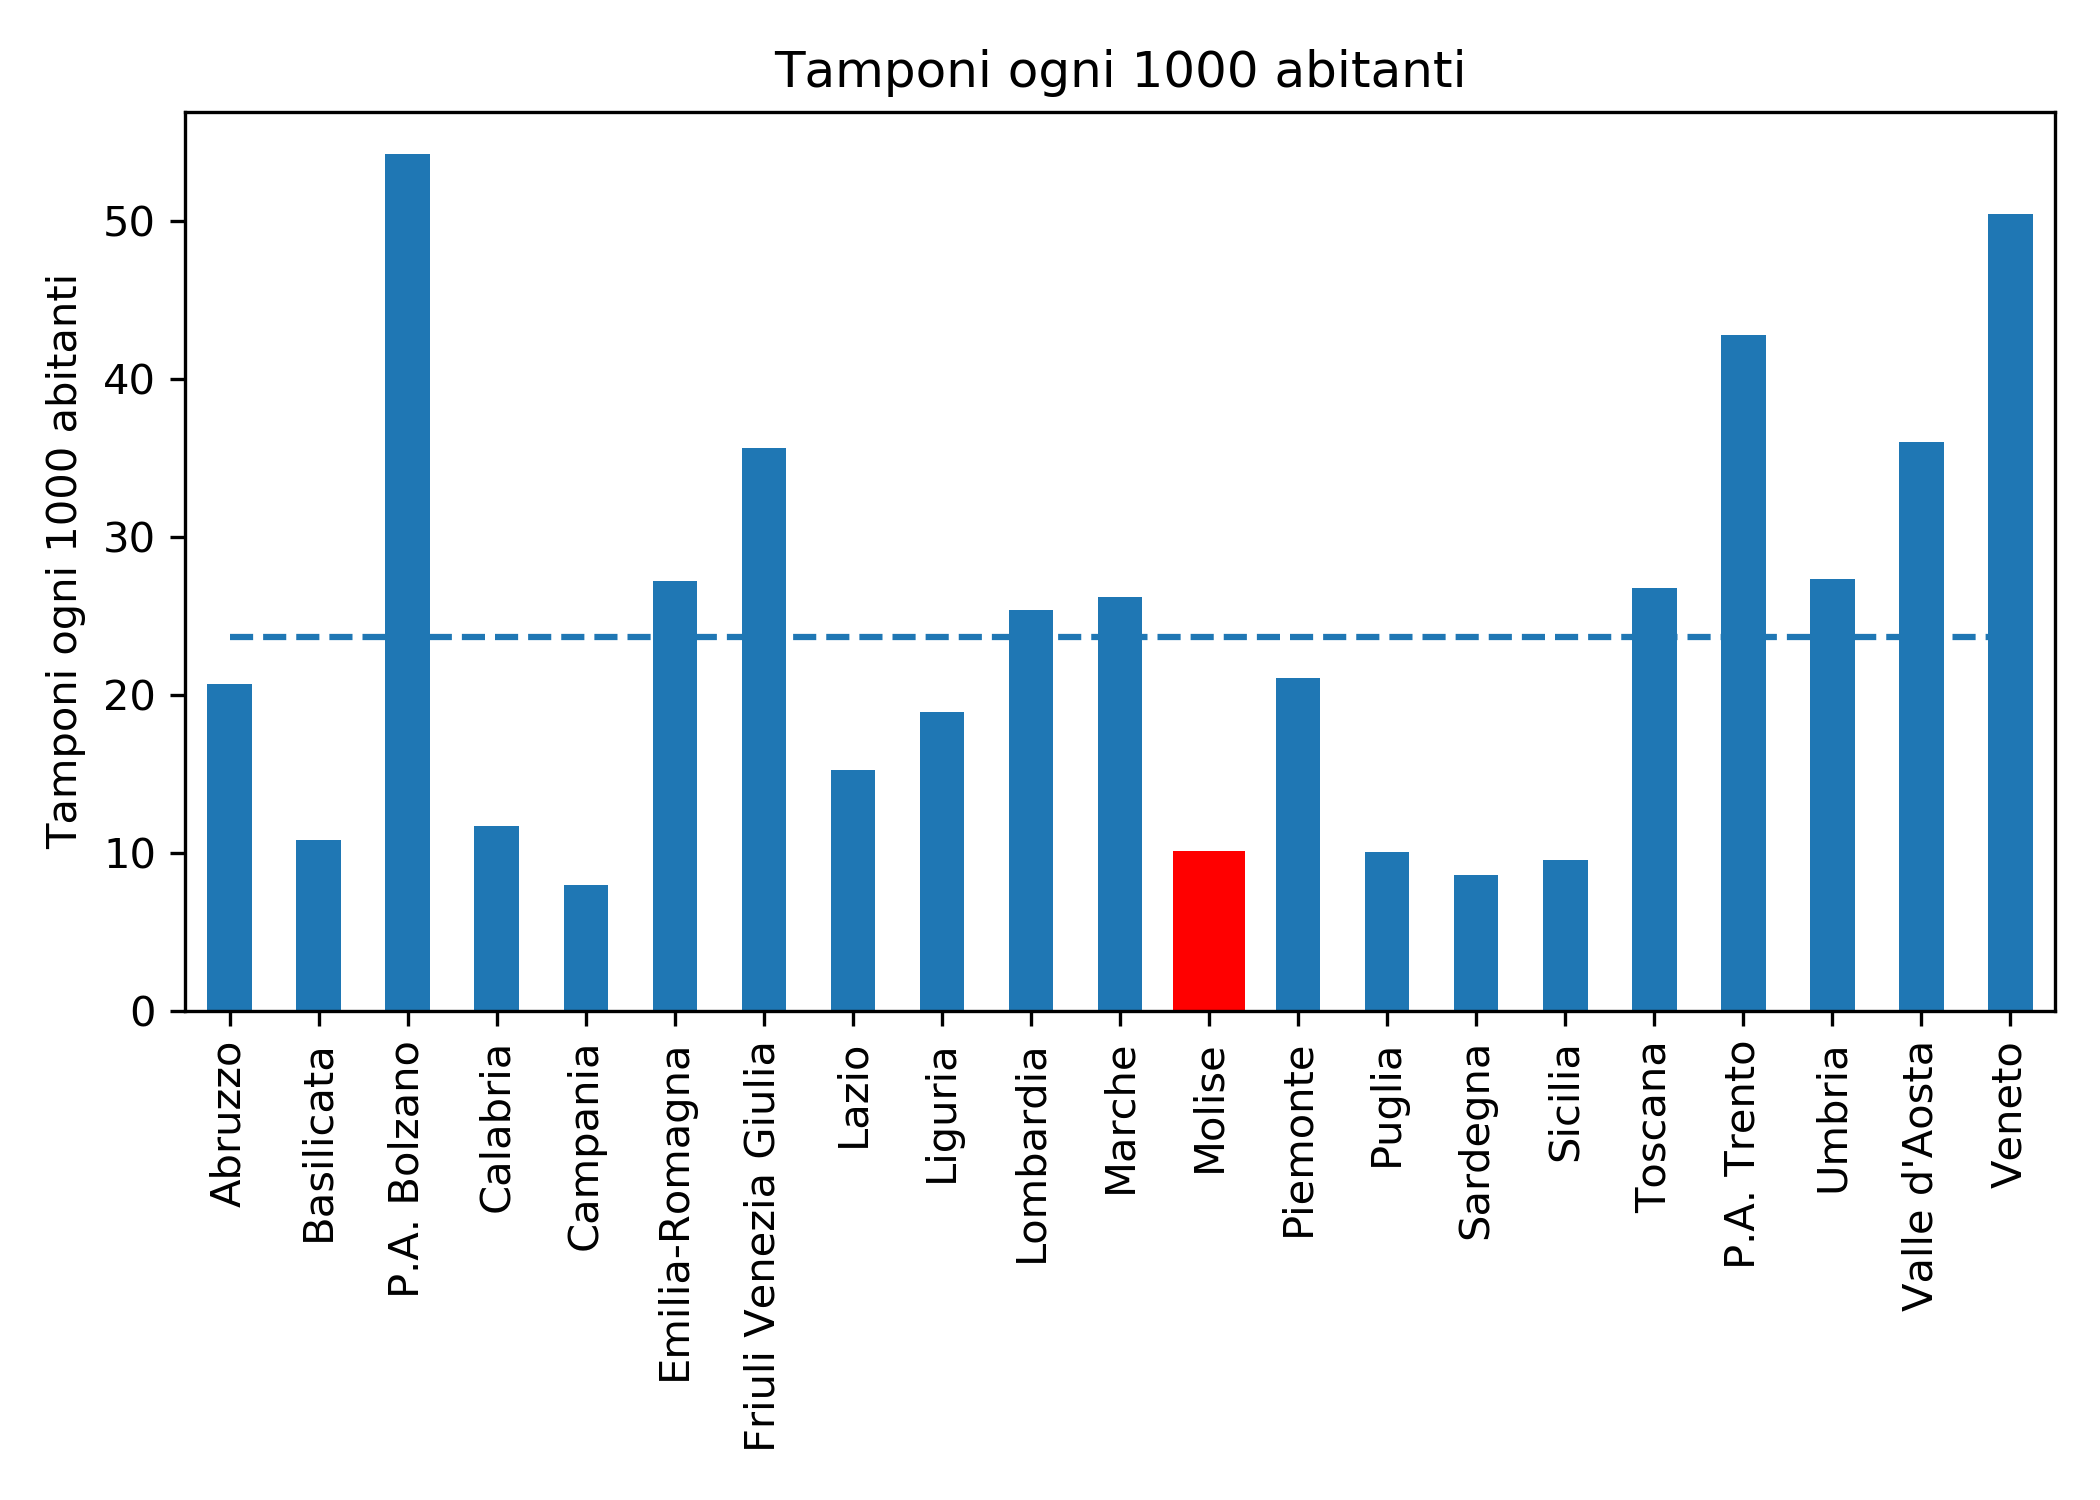 Tamponi ogni 1000 abitanti
Tamponi ogni 1000 abitanti
50
40
30
20
10
0
Abruzzo
Basilicata
P.A. Bolzano
Calabria
Campania
Emilia-Romagna
Friuli Venezia Giulia
Lazio
Liguria
Lombardia
Marche
Molise
Piemonte
Puglia
Sardegna
Sicilia
Toscana
P.A. Trento
Umbria
Valle d'Aosta
Veneto